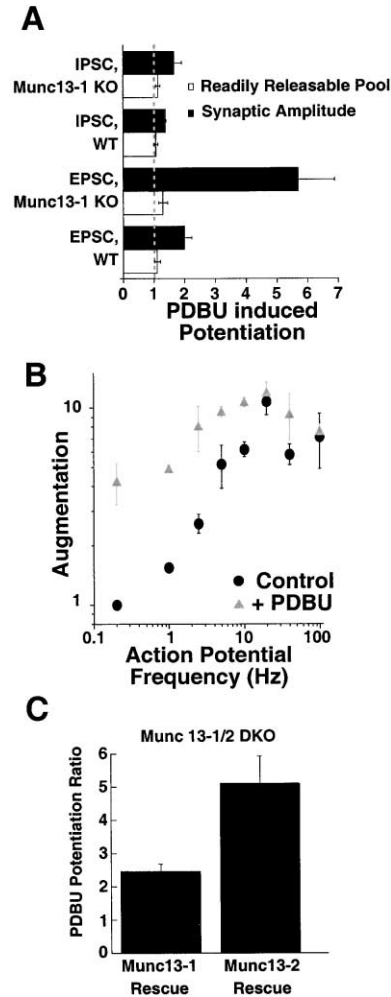 A
IPSC,
Munc13-1 KO
IPSC,
WT
EPSC,
Munc13-1 KO
EPSC,
WT
Readily Releasable Pool
Synaptic Amplitude
0 1 2 3 4 5 6 7
PDBU induced
Potentiation
B
Augmentation
10
1
0.1 1 10 100
Control
+ PDBU
Action Potential
Frequency (Hz)
C
Munc 13-1/2 DKO
PDBU Potentiation Ratio
6
5
4
3
2
1
0
Munc13-1 Munc13-2
Rescue Rescue